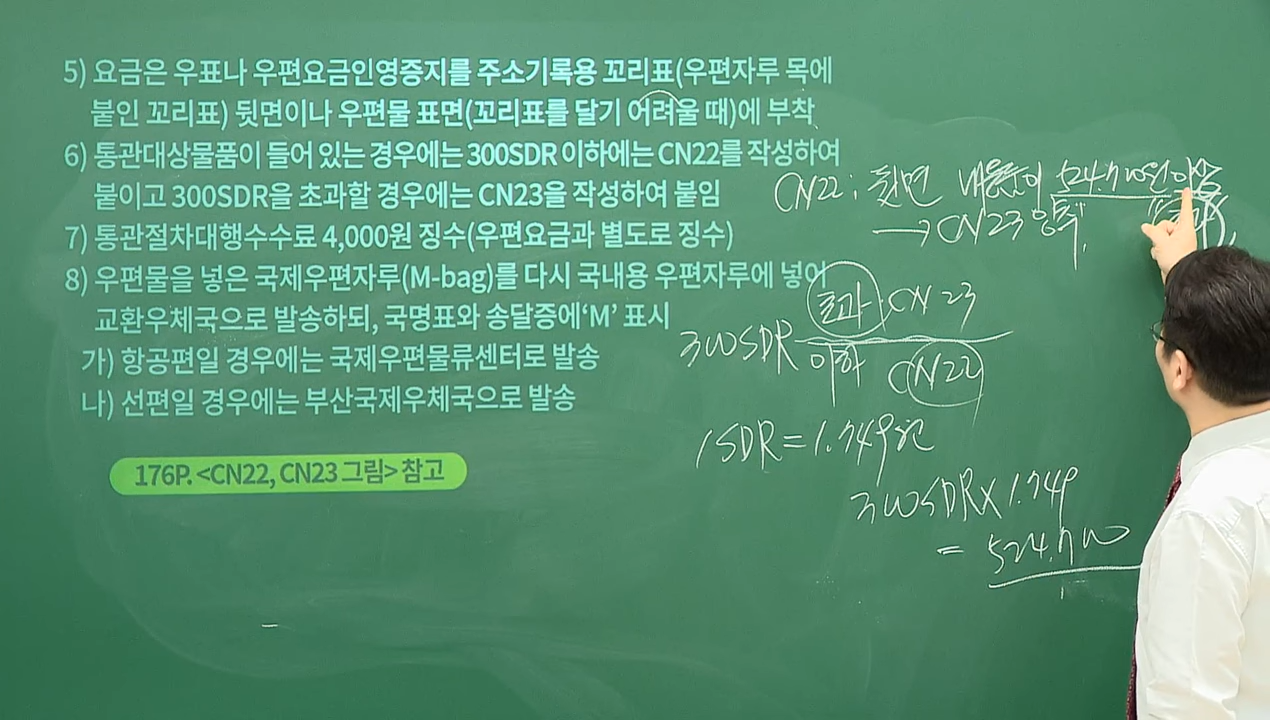 5) 요금은 우표나 우편요금인영증지를 주소기록용 꼬리표(우편자루 목에
붙인 꼬리표) 뒷면이나 우편물 표면(꼬리표를 달기 어려울 때)에 부착
6) 통관대상물품이 들어 있는 경우에는 300SDR 이하에는 CN22를 작성하여
붙이고 300SDR을 초과할 경우에는 CN23을 작성하여 붙임
7) 통관절차대행수수료 4,000원 징수(우편요금과 별도로 징수)
8) 우편물을 넣은 국제우편자루(M-bag)를 다시 국내용 우편자루에 넣어
교환우체국으로 발송하되, 국명표와 송달증에 'M' 표시
가) 항공편일 경우에는 국제우편물류센터로 발송
나) 선편일 경우에는 부산국제우체국으로 발송
176P. <CN22, CN23 그림> 참고
CN22 : 뒷면 내용품이 524,700원 이상
→ CN23
초과 : CN23
300SDR
이하 CN22
1SDR = 1,749원
300SDR × 1,749
= 524,700